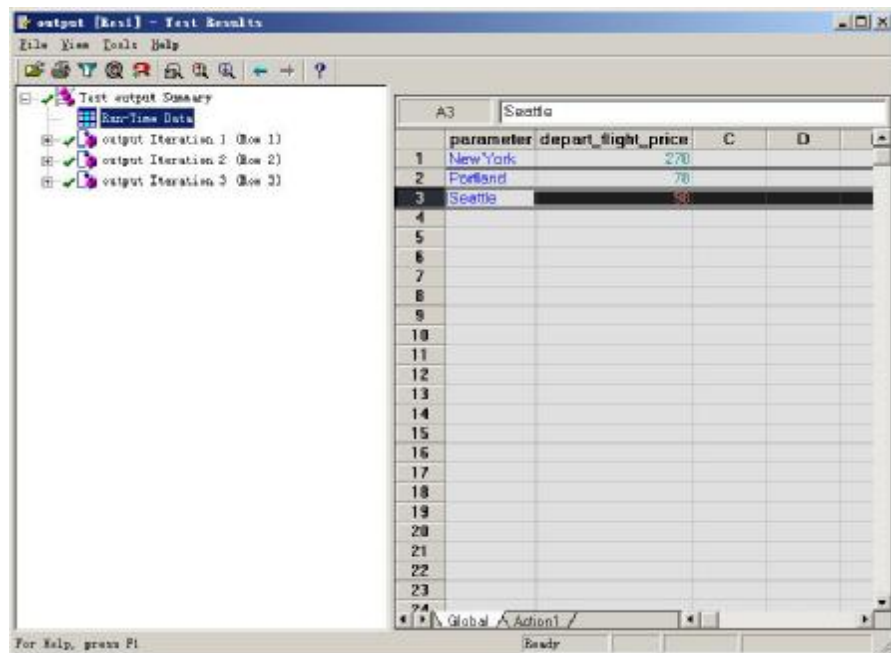 output [Res1] - Test Results
File View Tools Help
Test output Summary
Run-Time Data
output Iteration 1 (Row 1)
output Iteration 2 (Row 2)
output Iteration 3 (Row 3)
A3 Seattle
parameter depart_flight_price C D
1 New York 270
2 Portland 70
3 Seattle
4
5
6
7
8
9
10
11
12
13
14
15
16
17
18
19
20
21
22
23
24
Global Action1
For Help, press F1
Ready